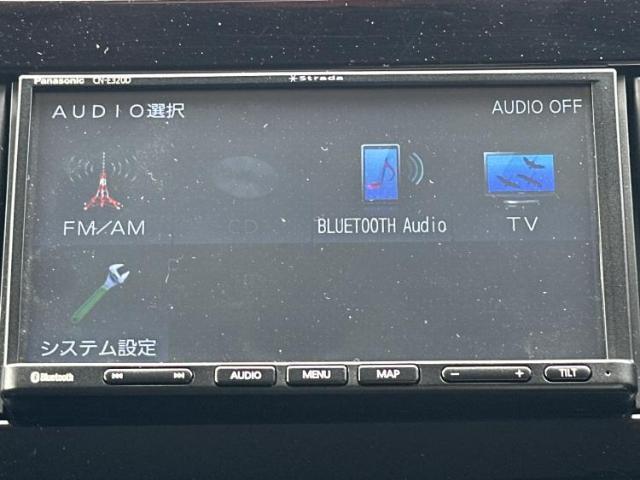 Panasonic CN-E320D Strada
AUDIO選択 AUDIO OFF
FM/AM CD BLUETOOTH Audio TV
システム設定
Bluetooth AUDIO MENU MAP - + TILT